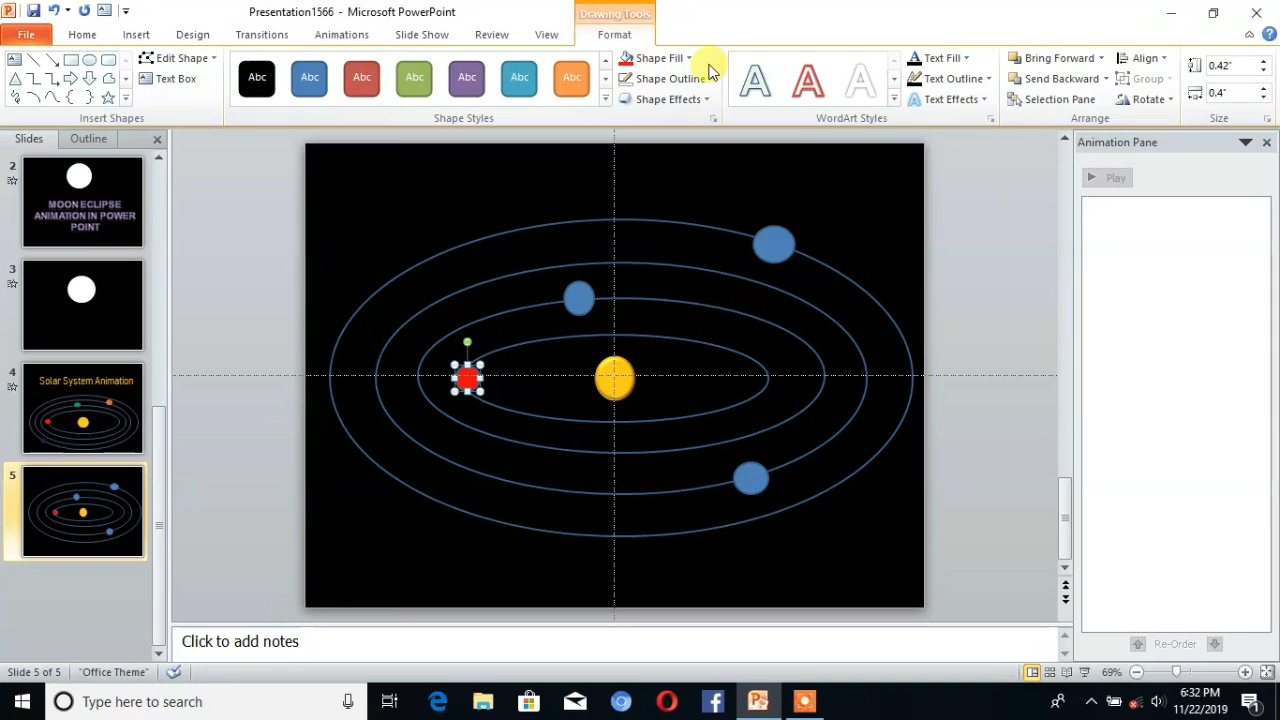 Presentation1566 - Microsoft PowerPoint
Drawing Tools
File
Home
Insert
Design
Transitions
Animations
Slide Show
Review
View
Format
Edit Shape
Text Box
Insert Shapes
Abc
Abc
Abc
Abc
Abc
Abc
Abc
Shape Fill
Shape Outline
Shape Effects
Shape Styles
A
A
A
Text Fill
Text Outline
Text Effects
WordArt Styles
Bring Forward
Send Backward
Selection Pane
Align
Group
Rotate
Arrange
0.42"
0.4"
Size
Slides
Outline
2
MOON ECLIPSE
ANIMATION IN POWER
POINT
3
4
Solar System Animation
5
Animation Pane
Play
Re-Order
Click to add notes
Slide 5 of 5
"Office Theme"
69%
Type here to search
6:32 PM
11/22/2019